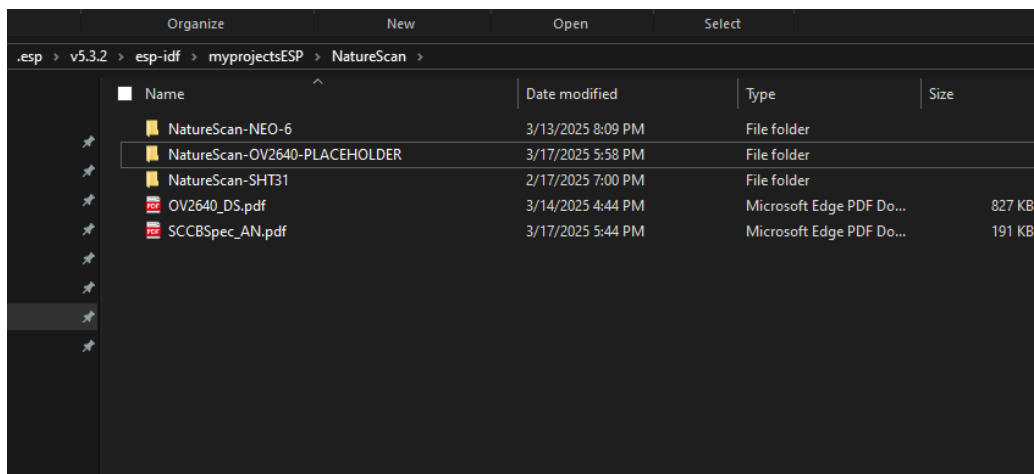 Organize New Open Select
.esp > v5.3.2 > esp-idf > myprojectsESP > NatureScan >
Name Date modified Type Size
NatureScan-NEO-6 3/13/2025 8:09 PM File folder
NatureScan-OV2640-PLACEHOLDER 3/17/2025 5:58 PM File folder
NatureScan-SHT31 2/17/2025 7:00 PM File folder
PDF OV2640_DS.pdf 3/14/2025 4:44 PM Microsoft Edge PDF Do... 827 KB
PDF SCCBSpec_AN.pdf 3/17/2025 5:44 PM Microsoft Edge PDF Do... 191 KB